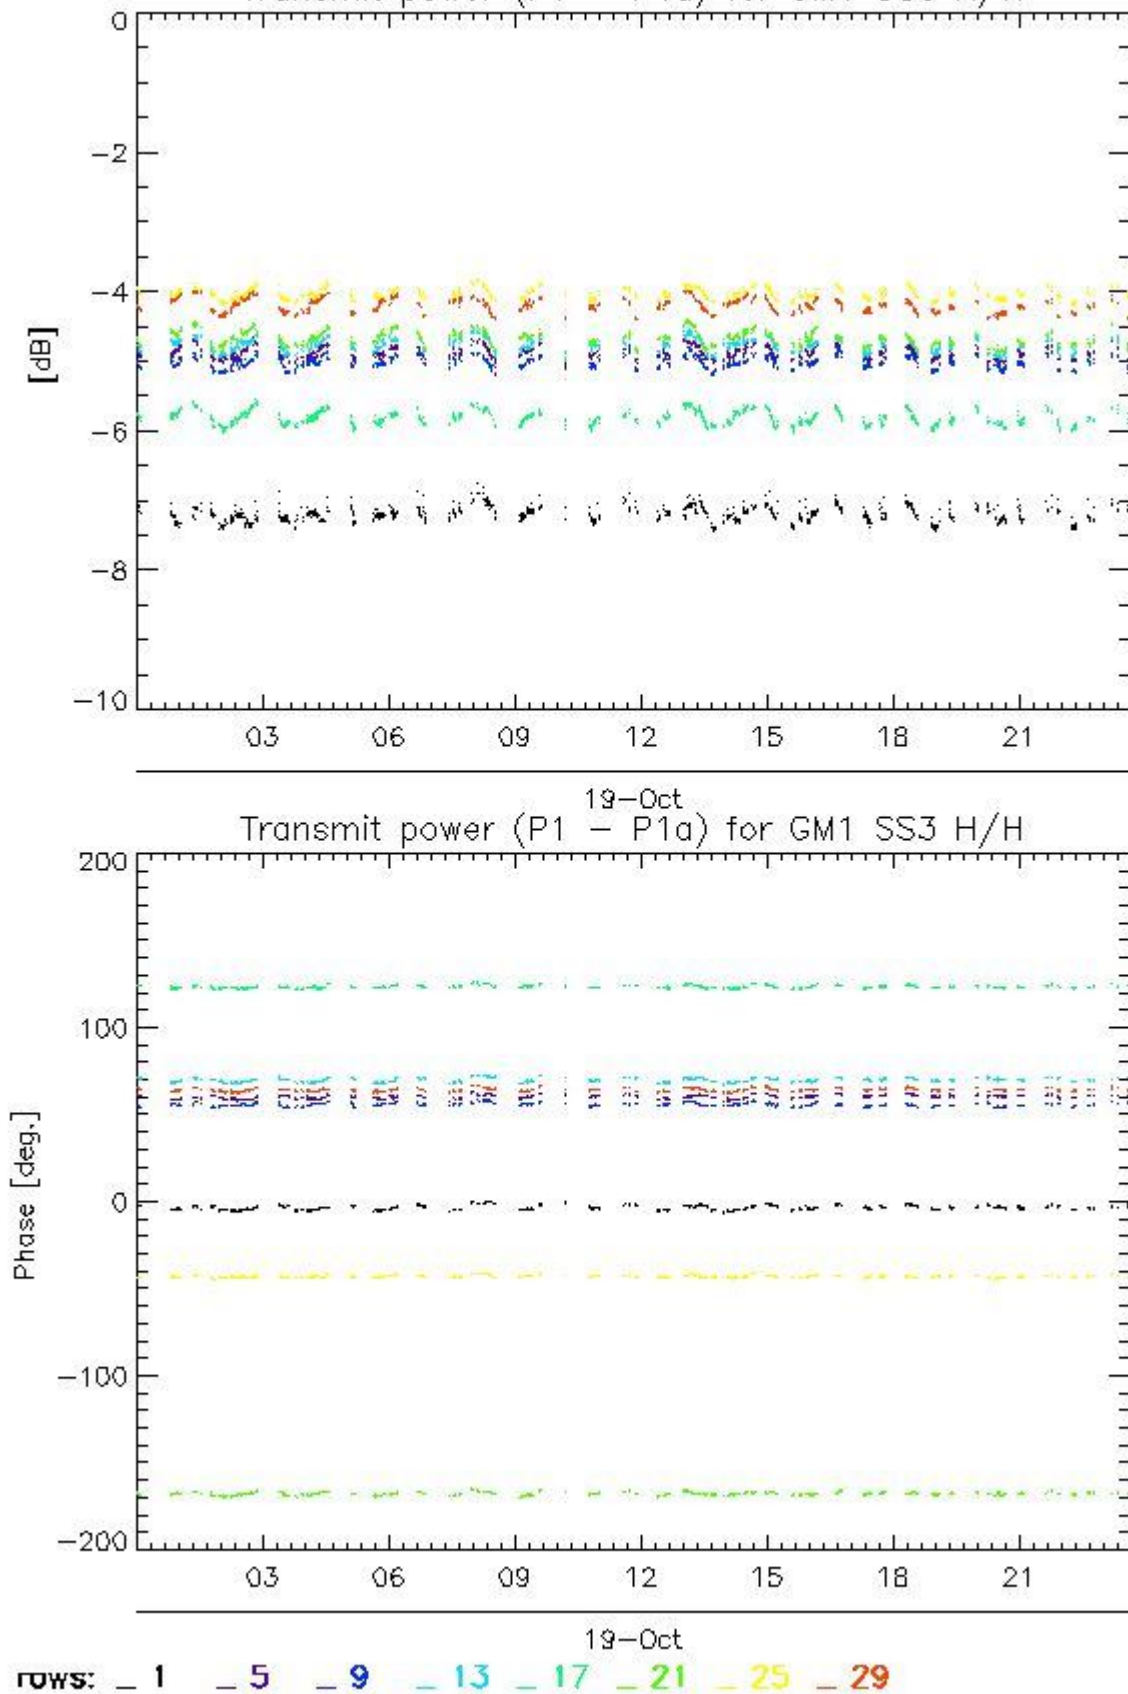 0
−2
−4
[dB]
−6
−8
−10
03 06 09 12 15 18 21
19−Oct
Transmit power (P1 − P1a) for GM1 SS3 H/H
200
100
0
Phase [deg.]
−100
−200
03 06 09 12 15 18 21
19−Oct
rows: _ 1 _ 5 _ 9 _ 13 _ 17 _ 21 _ 25 _ 29